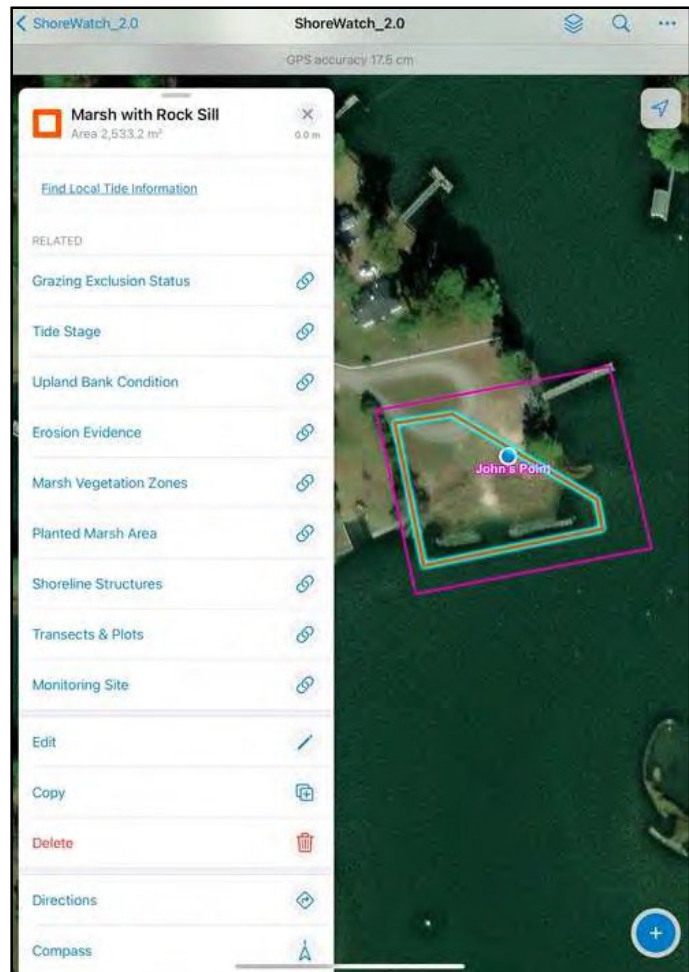 ShoreWatch_2.0
ShoreWatch_2.0
GPS accuracy 17.5 cm
Marsh with Rock Sill
Area 2,533.2 m²
0.0 m
Find Local Tide Information
RELATED
Grazing Exclusion Status
Tide Stage
Upland Bank Condition
Erosion Evidence
Marsh Vegetation Zones
Planted Marsh Area
Shoreline Structures
Transects & Plots
Monitoring Site
Edit
Copy
Delete
Directions
Compass
John's Point